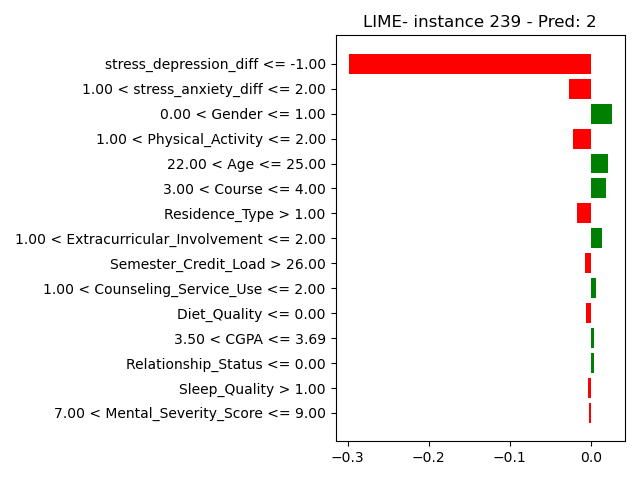 LIME- instance 239 - Pred: 2
stress_depression_diff <= -1.00
1.00 < stress_anxiety_diff <= 2.00
0.00 < Gender <= 1.00
1.00 < Physical_Activity <= 2.00
22.00 < Age <= 25.00
3.00 < Course <= 4.00
Residence_Type > 1.00
1.00 < Extracurricular_Involvement <= 2.00
Semester_Credit_Load > 26.00
1.00 < Counseling_Service_Use <= 2.00
Diet_Quality <= 0.00
3.50 < CGPA <= 3.69
Relationship_Status <= 0.00
Sleep_Quality > 1.00
7.00 < Mental_Severity_Score <= 9.00
−0.3 −0.2 −0.1 0.0